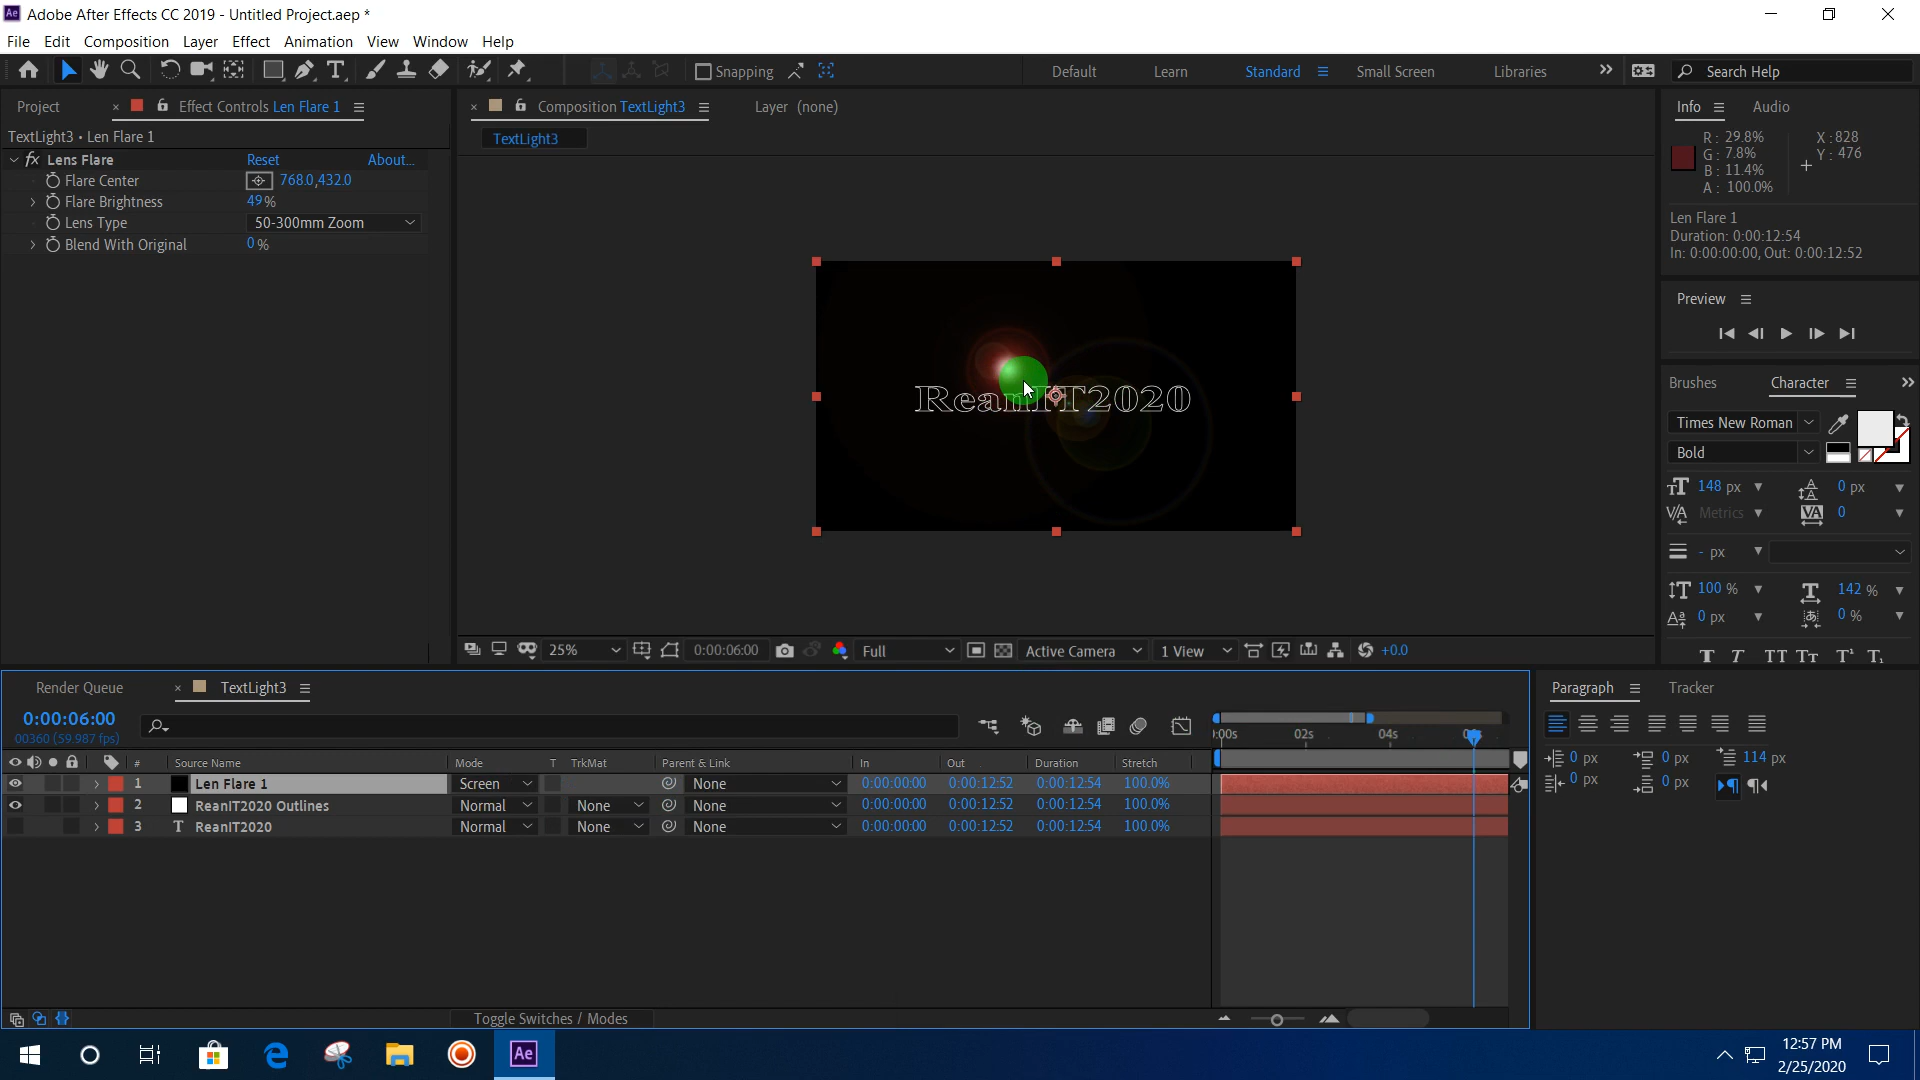 Adobe After Effects CC 2019 - Untitled Project.aep *
File Edit Composition Layer Effect Animation View Window Help
Snapping
Default Learn Standard Small Screen Libraries
Search Help
Project
Effect Controls Len Flare 1
Composition TextLight3
Layer (none)
Info
Audio
TextLight3 • Len Flare 1
TextLight3
fx Lens Flare Reset About...
Flare Center 768.0,432.0
Flare Brightness 49%
Lens Type 50-300mm Zoom
Blend With Original 0%
R: 29.8%
G: 7.8%
B: 11.4%
A: 100.0%
X: 828
Y: 476
Len Flare 1
Duration: 0:00:12:54
In: 0:00:00:00, Out: 0:00:12:52
Preview
Brushes
Character
ReanIT2020
Times New Roman
Bold
148 px
0 px
Metrics
0
- px
100 %
142 %
0 px
0 %
T T TT Tt T¹ T₁
25%
0:00:06:00
Full
Active Camera
1 View
+0.0
Render Queue
TextLight3
0:00:06:00
00360 (59.987 fps)
:00s 02s 04s
# Source Name Mode T TrkMat Parent & Link In Out Duration Stretch
1 Len Flare 1 Screen None 0:00:00:00 0:00:12:52 0:00:12:54 100.0%
2 ReanIT2020 Outlines Normal None None 0:00:00:00 0:00:12:52 0:00:12:54 100.0%
3 T ReanIT2020 Normal None None 0:00:00:00 0:00:12:52 0:00:12:54 100.0%
Toggle Switches / Modes
Paragraph
Tracker
0 px 0 px 114 px
0 px 0 px
Ae
12:57 PM
2/25/2020